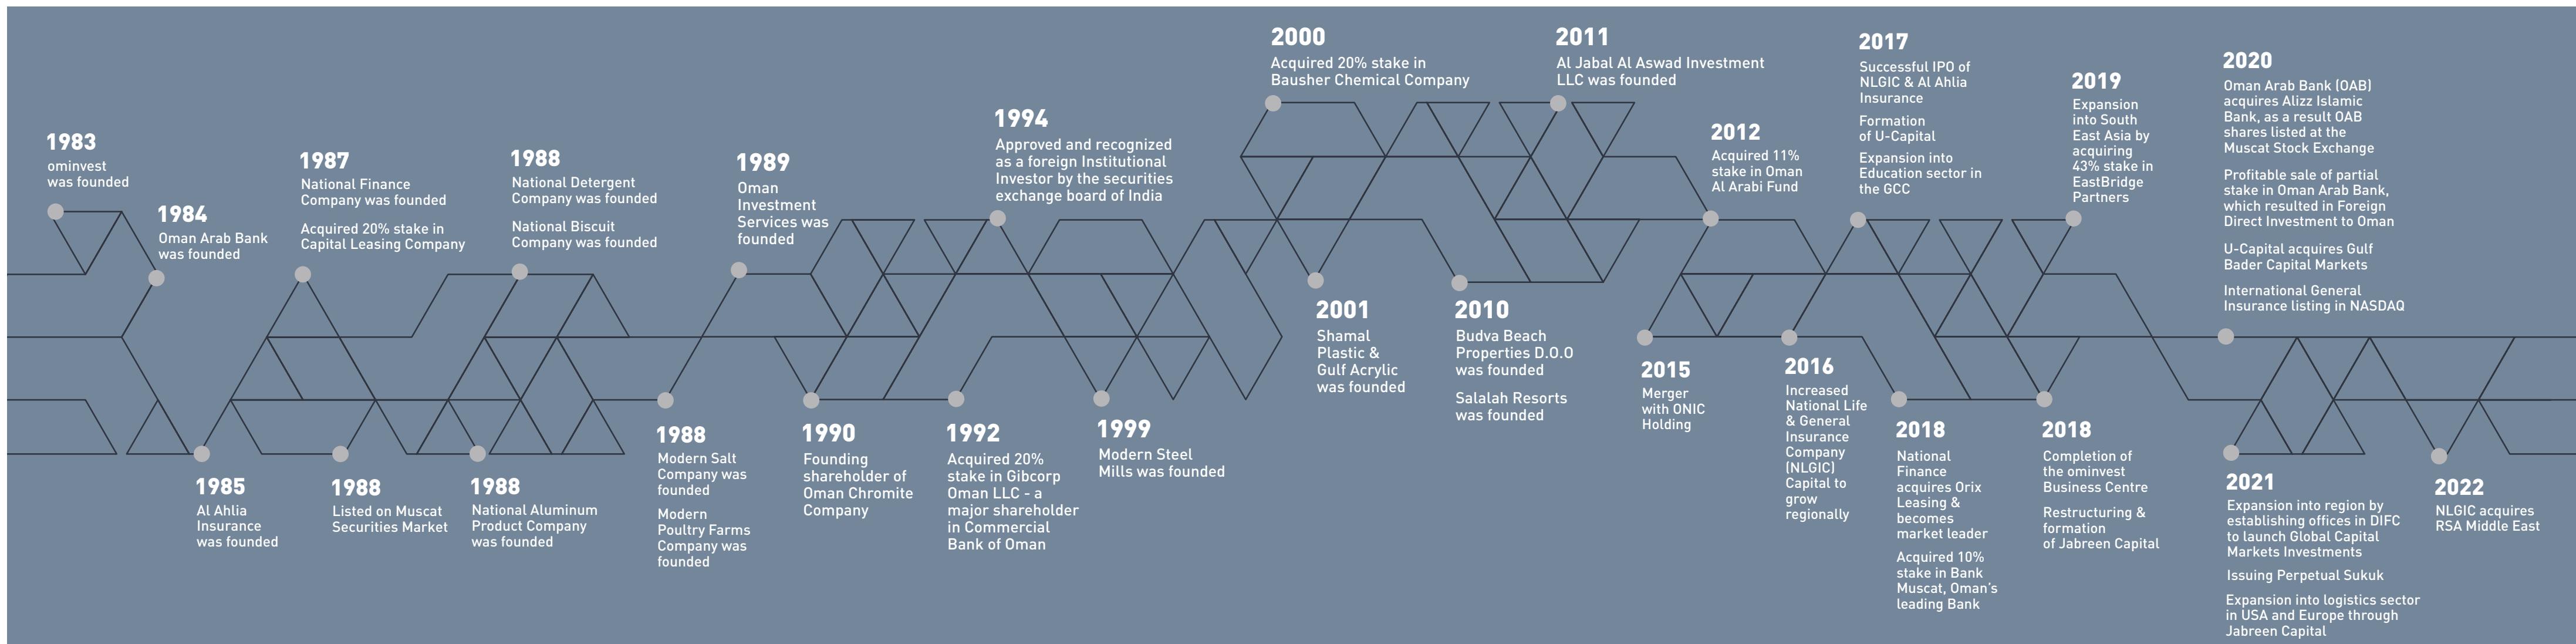 1983
ominvest
was founded
1984
Oman Arab Bank
was founded
1985
Al Ahlia
Insurance
was founded
1987
National Finance
Company was founded
Acquired 20% stake in
Capital Leasing Company
1988
Listed on Muscat
Securities Market
1988
National Aluminum
Product Company
was founded
1988
National Detergent
Company was founded
National Biscuit
Company was founded
1988
Modern Salt
Company was
founded
Modern
Poultry Farms
Company was
founded
1989
Oman
Investment
Services was
founded
1990
Founding
shareholder of
Oman Chromite
Company
1992
Acquired 20%
stake in Gibcorp
Oman LLC - a
major shareholder
in Commercial
Bank of Oman
1994
Approved and recognized
as a foreign Institutional
Investor by the securities
exchange board of India
1999
Modern Steel
Mills was founded
2000
Acquired 20% stake in
Bausher Chemical Company
2001
Shamal
Plastic &
Gulf Acrylic
was founded
2010
Budva Beach
Properties D.O.O
was founded
Salalah Resorts
was founded
2011
Al Jabal Al Aswad Investment
LLC was founded
2012
Acquired 11%
stake in Oman
Al Arabi Fund
2015
Merger
with ONIC
Holding
2016
Increased
National Life
& General
Insurance
Company
(NLGIC)
Capital to
grow
regionally
2017
Successful IPO of
NLGIC & Al Ahlia
Insurance
Formation
of U-Capital
Expansion into
Education sector in
the GCC
2018
National
Finance
acquires Orix
Leasing &
becomes
market leader
Acquired 10%
stake in Bank
Muscat, Oman's
leading Bank
2018
Completion of
the ominvest
Business Centre
Restructuring &
formation
of Jabreen Capital
2019
Expansion
into South
East Asia by
acquiring
43% stake in
EastBridge
Partners
2020
Oman Arab Bank (OAB)
acquires Alizz Islamic
Bank, as a result OAB
shares listed at the
Muscat Stock Exchange
Profitable sale of partial
stake in Oman Arab Bank,
which resulted in Foreign
Direct Investment to Oman
U-Capital acquires Gulf
Bader Capital Markets
International General
Insurance listing in NASDAQ
2021
Expansion into region by
establishing offices in DIFC
to launch Global Capital
Markets Investments
Issuing Perpetual Sukuk
Expansion into logistics sector
in USA and Europe through
Jabreen Capital
2022
NLGIC acquires
RSA Middle East